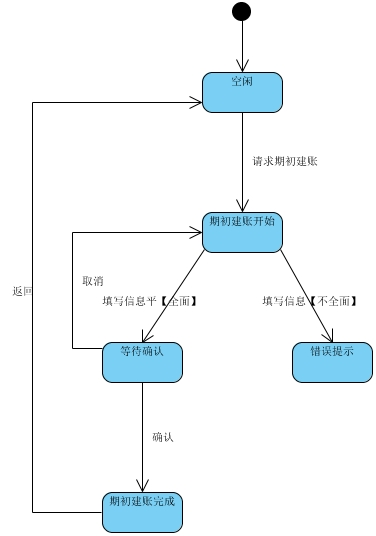 空闲
请求期初建账
期初建账开始
取消
返回
填写信息平【全面】
填写信息【不全面】
等待确认
错误提示
确认
期初建账完成